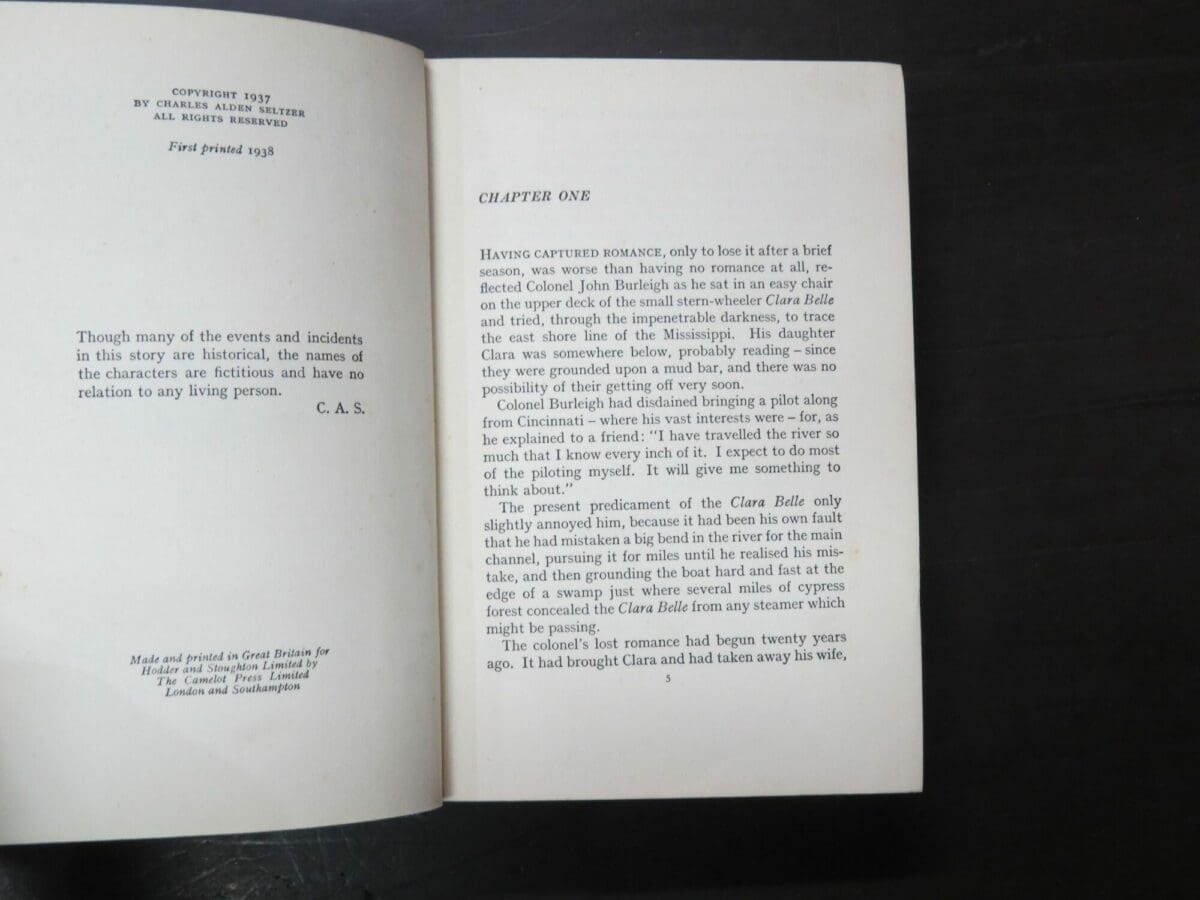 COPYRIGHT 1937
BY CHARLES ALDEN SELTZER
ALL RIGHTS RESERVED
First printed 1938
Though many of the events and incidents
in this story are historical, the names of
the characters are fictitious and have no
relation to any living person.
C. A. S.
Made and printed in Great Britain for
Hodder and Stoughton Limited by
The Camelot Press Limited
London and Southampton
CHAPTER ONE
HAVING CAPTURED ROMANCE, only to lose it after a brief
season, was worse than having no romance at all, re-
flected Colonel John Burleigh as he sat in an easy chair
on the upper deck of the small stern-wheeler Clara Belle
and tried, through the impenetrable darkness, to trace
the east shore line of the Mississippi. His daughter
Clara was somewhere below, probably reading – since
they were grounded upon a mud bar, and there was no
possibility of their getting off very soon.
Colonel Burleigh had disdained bringing a pilot along
from Cincinnati – where his vast interests were – for, as
he explained to a friend: "I have travelled the river so
much that I know every inch of it. I expect to do most
of the piloting myself. It will give me something to
think about."
The present predicament of the Clara Belle only
slightly annoyed him, because it had been his own fault
that he had mistaken a big bend in the river for the main
channel, pursuing it for miles until he realised his mis-
take, and then grounding the boat hard and fast at the
edge of a swamp just where several miles of cypress
forest concealed the Clara Belle from any steamer which
might be passing.
The colonel's lost romance had begun twenty years
ago. It had brought Clara and had taken away his wife,
5